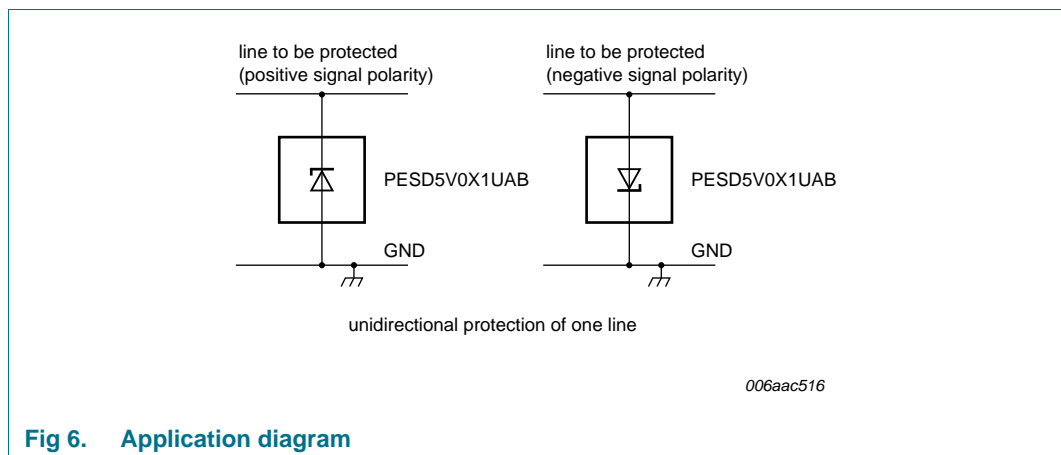 line to be protected
(positive signal polarity)
PESD5V0X1UAB
GND
line to be protected
(negative signal polarity)
PESD5V0X1UAB
GND
unidirectional protection of one line
006aac516
Fig 6. Application diagram